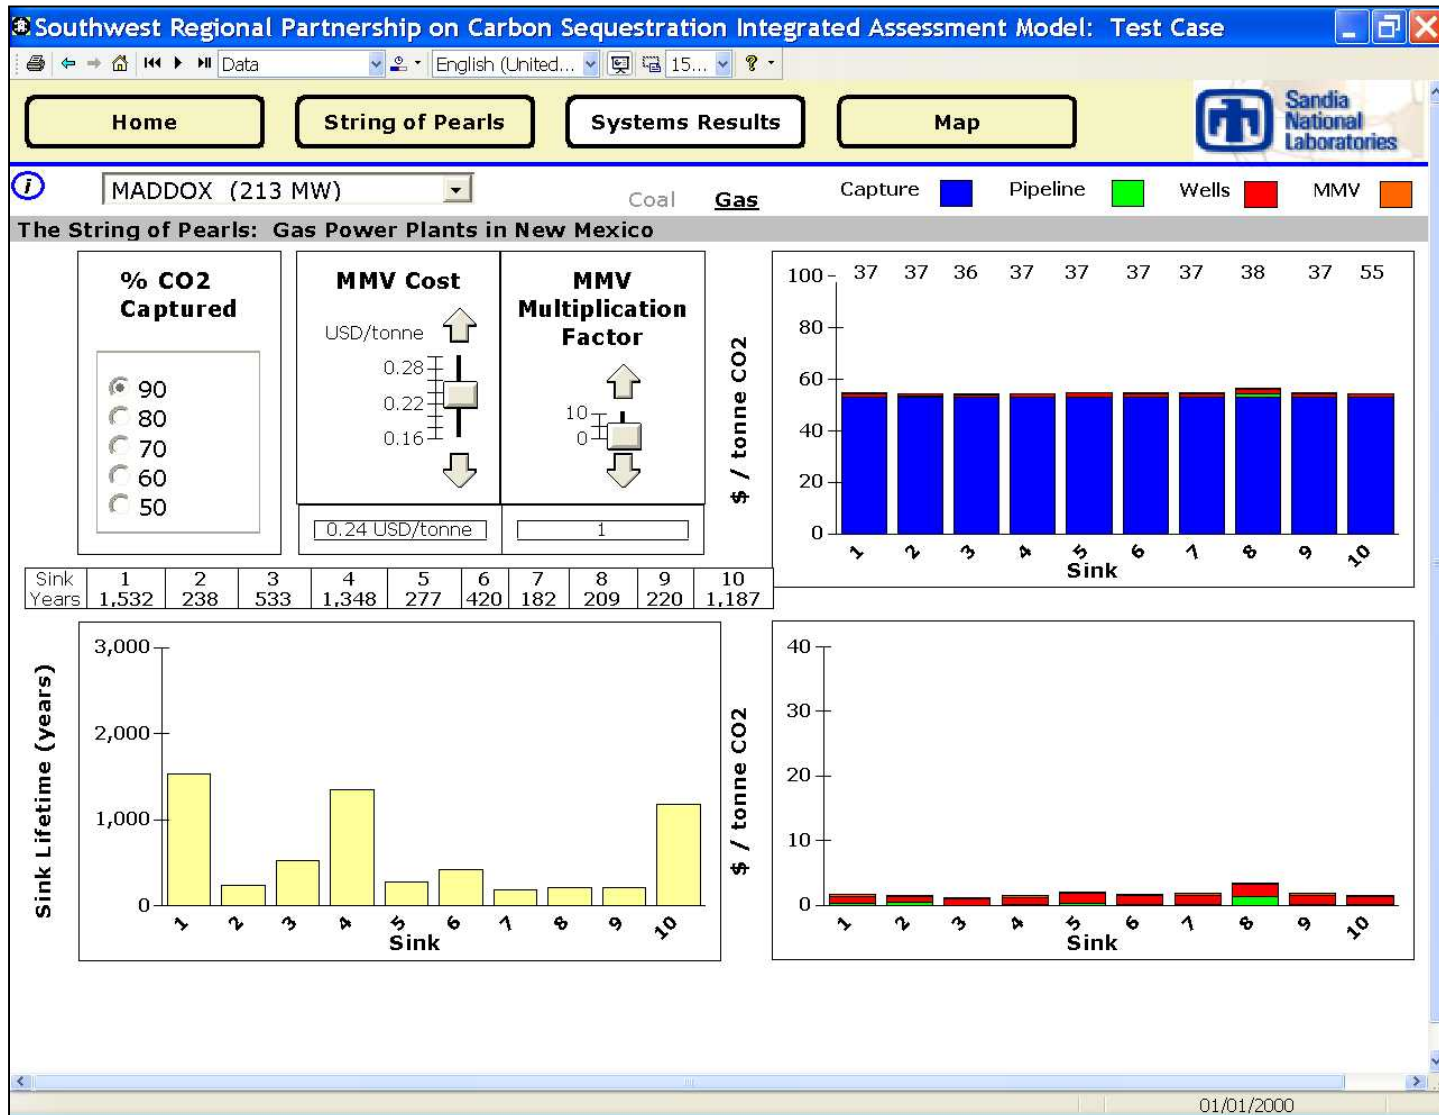 Southwest Regional Partnership on Carbon Sequestration Integrated Assessment Model: Test Case
Data English (United... 15...
Home String of Pearls Systems Results Map
Sandia
National
Laboratories
i MADDOX (213 MW) Coal Gas Capture Pipeline Wells MMV
The String of Pearls: Gas Power Plants in New Mexico
% CO2
Captured
90
80
70
60
50
MMV Cost
USD/tonne
0.28
0.22
0.16
0.24 USD/tonne
MMV
Multiplication
Factor
10
0
1
$ / tonne CO2
37 37 36 37 37 37 37 38 37 55
100
80
60
40
20
0
1 2 3 4 5 6 7 8 9 10
Sink
Sink 1 2 3 4 5 6 7 8 9 10
Years 1,532 238 533 1,348 277 420 182 209 220 1,187
Sink Lifetime (years)
3,000
2,000
1,000
0
1 2 3 4 5 6 7 8 9 10
Sink
$ / tonne CO2
40
30
20
10
0
1 2 3 4 5 6 7 8 9 10
Sink
01/01/2000